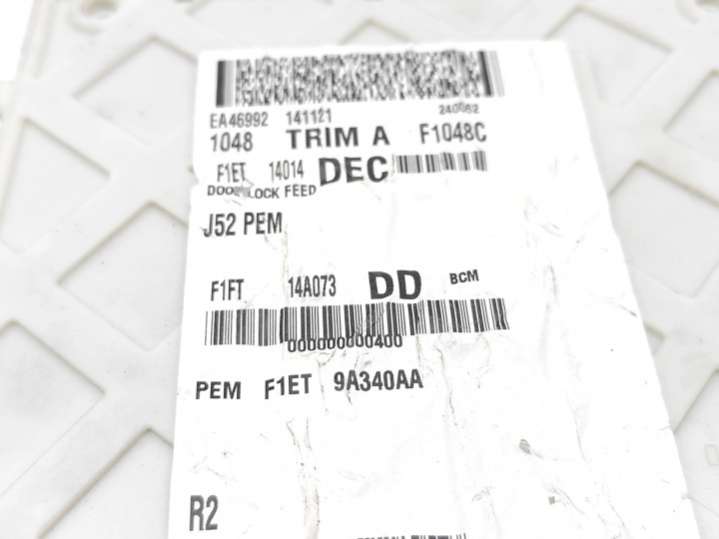 EA46992 141121 240062
1048 TRIM A F1048C
F1ET 14014 DEC
DOOR LOCK FEED
J52 PEM
F1FT 14A073 DD BCM
000000000400
PEM F1ET 9A340AA
R2